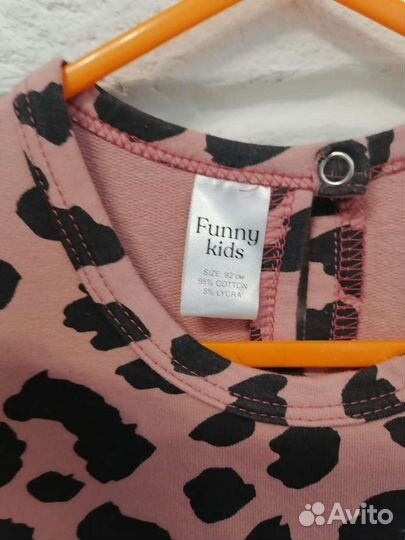 Funny
kids
SIZE 92 см
95% COTTON
5% LYCRA
Avito